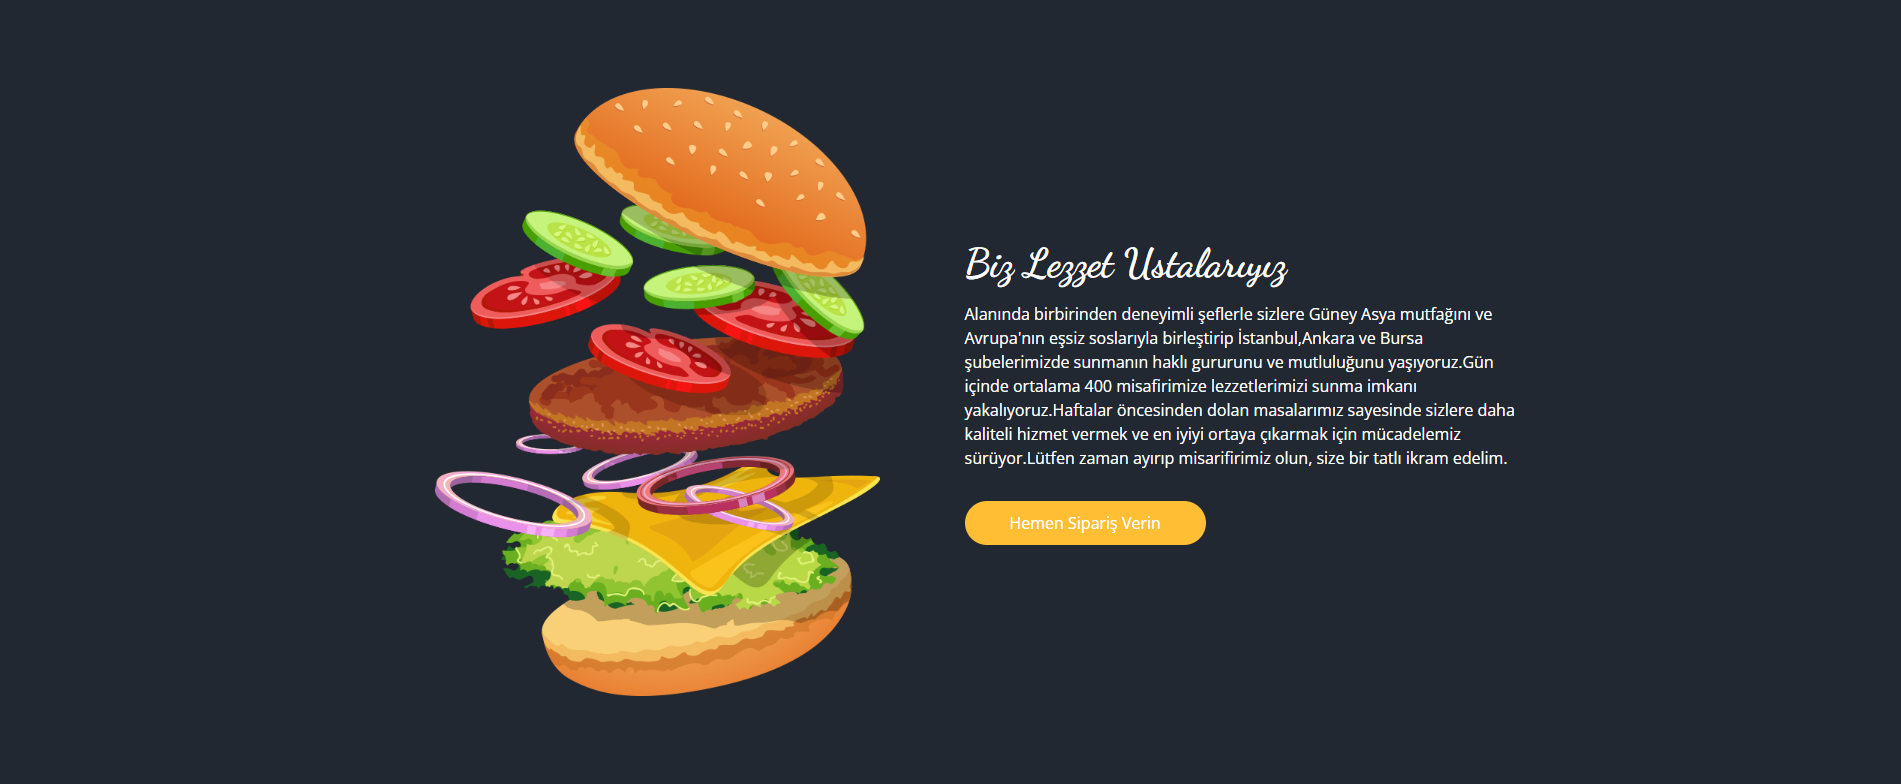 Biz Lezzet Ustalarıyız
Alanında birbirinden deneyimli şeflerle sizlere Güney Asya mutfağını ve
Avrupa'nın eşsiz soslarıyla birleştirip İstanbul,Ankara ve Bursa
şubelerimizde sunmanın haklı gururunu ve mutluluğunu yaşıyoruz.Gün
içinde ortalama 400 misafirimize lezzetlerimizi sunma imkanı
yakalıyoruz.Haftalar öncesinden dolan masalarımız sayesinde sizlere daha
kaliteli hizmet vermek ve en iyiyi ortaya çıkarmak için mücadelemiz
sürüyor.Lütfen zaman ayırıp misarifirimiz olun, size bir tatlı ikram edelim.
Hemen Sipariş Verin